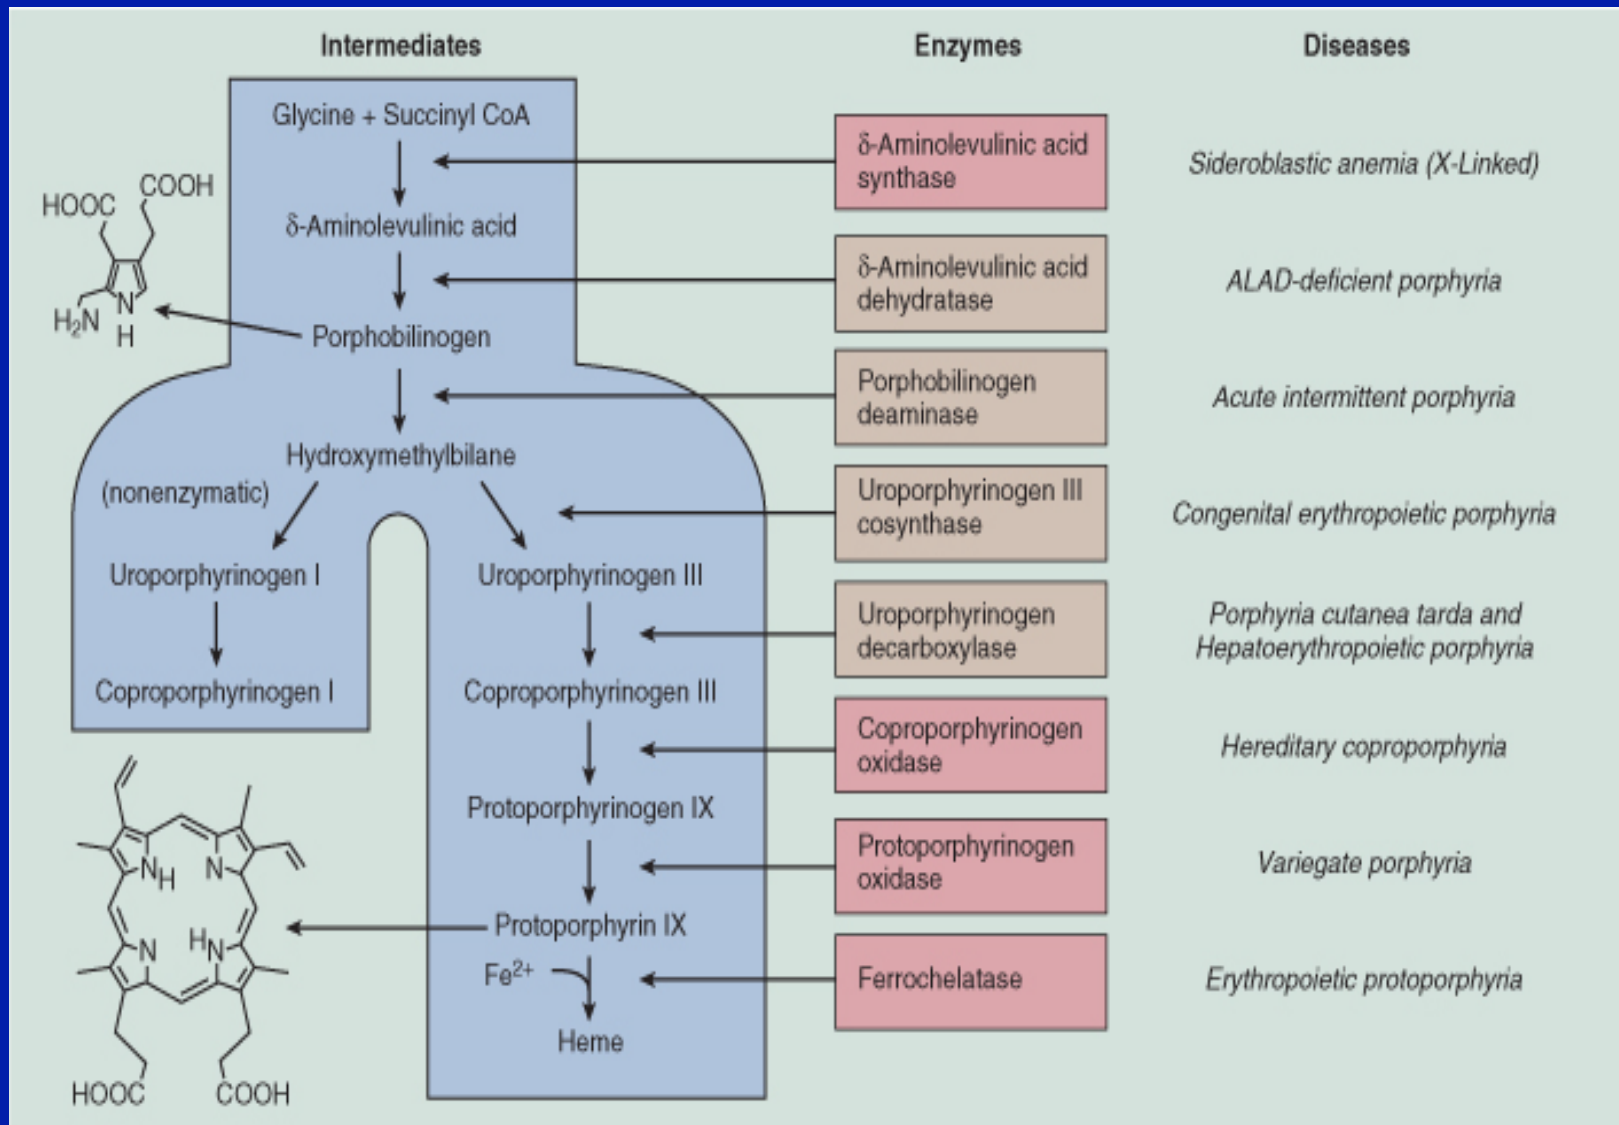 Intermediates
Enzymes
Diseases
Glycine + Succinyl CoA
δ-Aminolevulinic acid
synthase
Sideroblastic anemia (X-Linked)
COOH
HOOC
δ-Aminolevulinic acid
δ-Aminolevulinic acid
dehydratase
ALAD-deficient porphyria
H₂N
N
H
Porphobilinogen
Porphobilinogen
deaminase
Acute intermittent porphyria
Hydroxymethylbilane
(nonenzymatic)
Uroporphyrinogen III
cosynthase
Congenital erythropoietic porphyria
Uroporphyrinogen I
Uroporphyrinogen III
Uroporphyrinogen
decarboxylase
Porphyria cutanea tarda and
Hepatoerythropoietic porphyria
Coproporphyrinogen I
Coproporphyrinogen III
Coproporphyrinogen
oxidase
Hereditary coproporphyria
Protoporphyrinogen IX
Protoporphyrinogen
oxidase
Variegate porphyria
NH
N
N
HN
Protoporphyrin IX
Fe²⁺
Ferrochelatase
Erythropoietic protoporphyria
Heme
HOOC
COOH